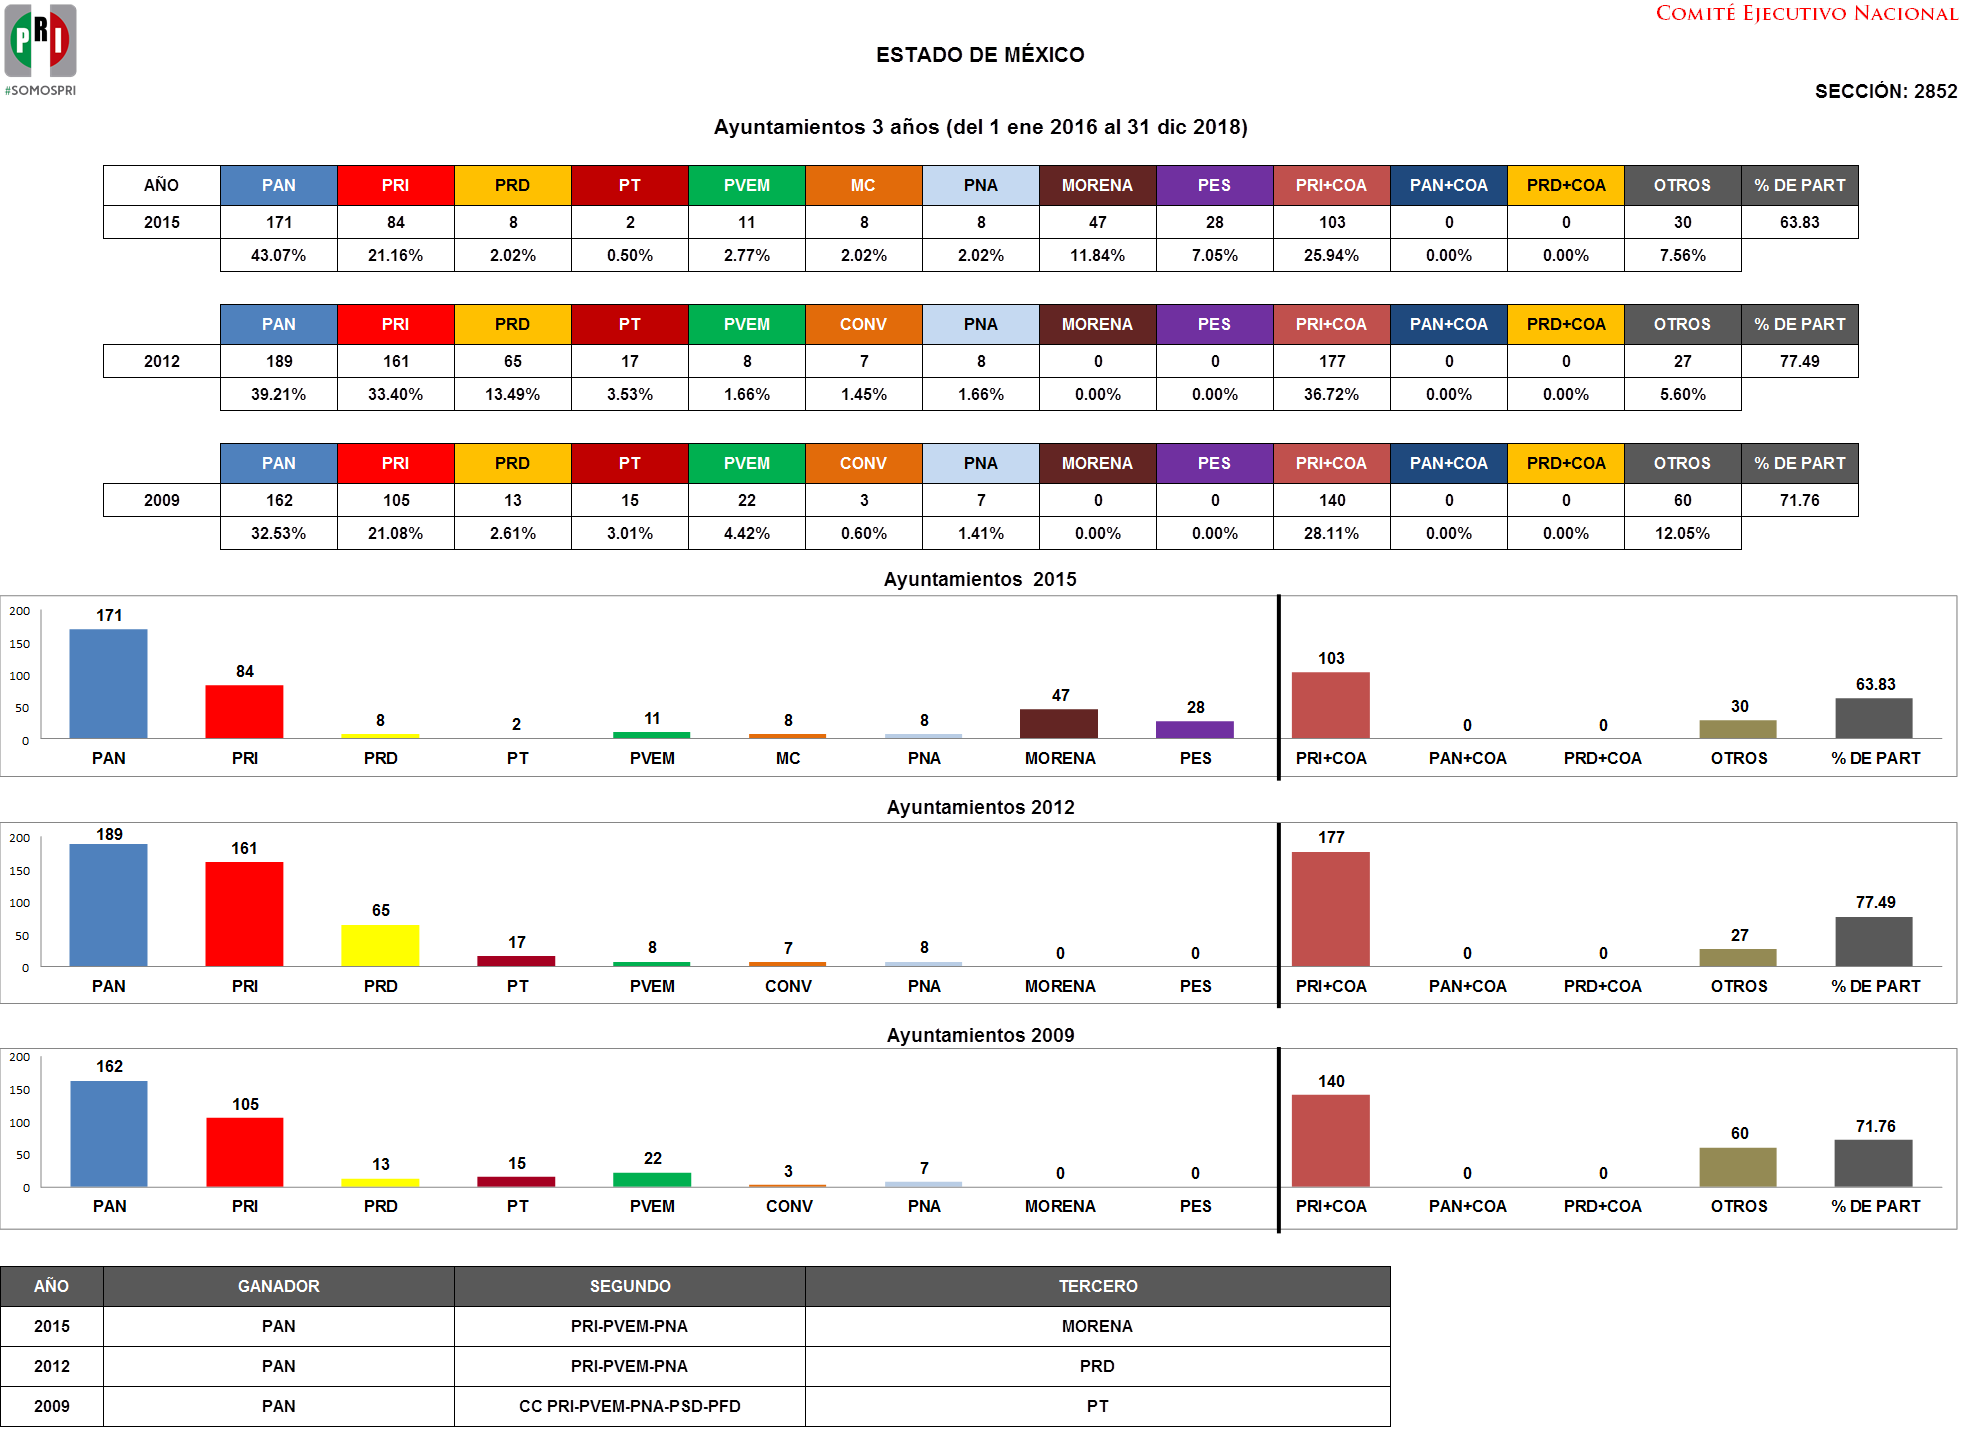 PRI
#SOMOSPRI
COMITÉ EJECUTIVO NACIONAL
ESTADO DE MÉXICO
SECCIÓN: 2852
Ayuntamientos 3 años (del 1 ene 2016 al 31 dic 2018)
AÑO PAN PRI PRD PT PVEM MC PNA MORENA PES PRI+COA PAN+COA PRD+COA OTROS % DE PART
2015 171 84 8 2 11 8 8 47 28 103 0 0 30 63.83
43.07% 21.16% 2.02% 0.50% 2.77% 2.02% 2.02% 11.84% 7.05% 25.94% 0.00% 0.00% 7.56%
PAN PRI PRD PT PVEM CONV PNA MORENA PES PRI+COA PAN+COA PRD+COA OTROS % DE PART
2012 189 161 65 17 8 7 8 0 0 177 0 0 27 77.49
39.21% 33.40% 13.49% 3.53% 1.66% 1.45% 1.66% 0.00% 0.00% 36.72% 0.00% 0.00% 5.60%
PAN PRI PRD PT PVEM CONV PNA MORENA PES PRI+COA PAN+COA PRD+COA OTROS % DE PART
2009 162 105 13 15 22 3 7 0 0 140 0 0 60 71.76
32.53% 21.08% 2.61% 3.01% 4.42% 0.60% 1.41% 0.00% 0.00% 28.11% 0.00% 0.00% 12.05%
Ayuntamientos 2015
200
150
100
50
0
171 84 8 2 11 8 8 47 28 103 0 0 30 63.83
PAN PRI PRD PT PVEM MC PNA MORENA PES PRI+COA PAN+COA PRD+COA OTROS % DE PART
Ayuntamientos 2012
200
150
100
50
0
189 161 65 17 8 7 8 0 0 177 0 0 27 77.49
PAN PRI PRD PT PVEM CONV PNA MORENA PES PRI+COA PAN+COA PRD+COA OTROS % DE PART
Ayuntamientos 2009
200
150
100
50
0
162 105 13 15 22 3 7 0 0 140 0 0 60 71.76
PAN PRI PRD PT PVEM CONV PNA MORENA PES PRI+COA PAN+COA PRD+COA OTROS % DE PART
AÑO GANADOR SEGUNDO TERCERO
2015 PAN PRI-PVEM-PNA MORENA
2012 PAN PRI-PVEM-PNA PRD
2009 PAN CC PRI-PVEM-PNA-PSD-PFD PT